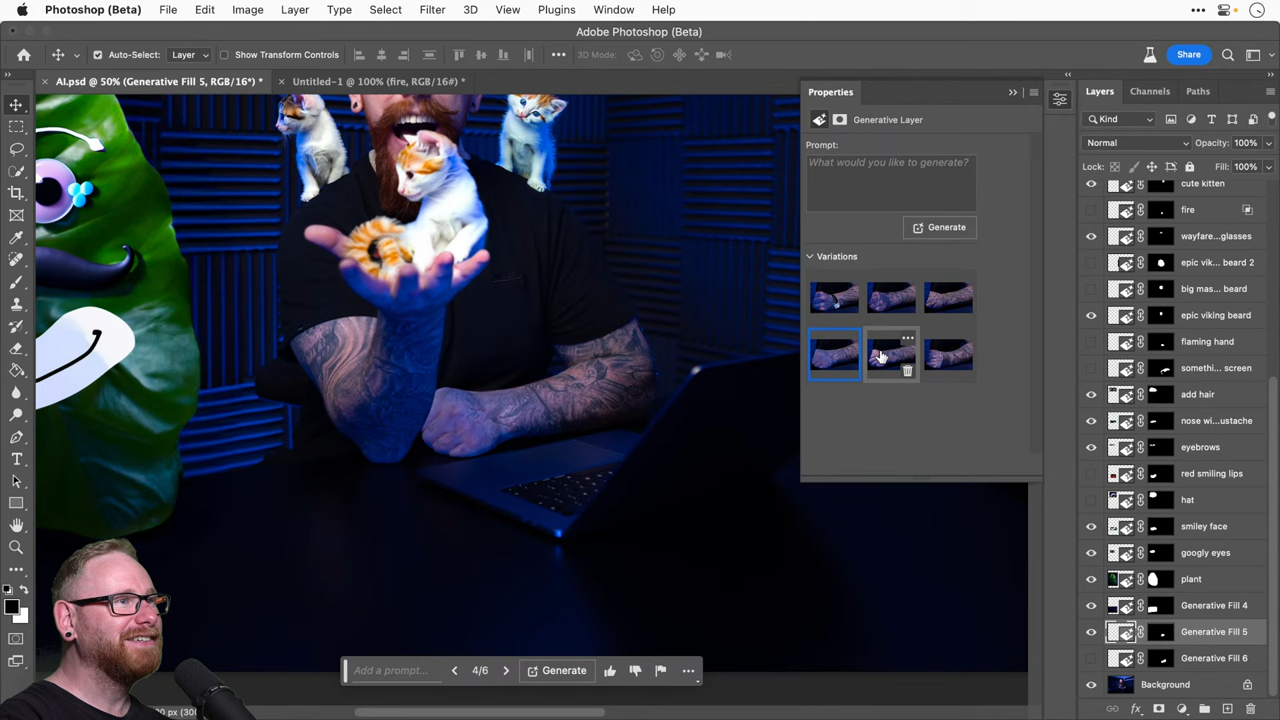 Photoshop (Beta) File Edit Image Layer Type Select Filter 3D View Plugins Window Help
Adobe Photoshop (Beta)
Auto-Select: Layer Show Transform Controls 3D Mode: Share
AI.psd @ 50% (Generative Fill 5, RGB/16*) * Untitled-1 @ 100% (fire, RGB/16#) *
Properties
Generative Layer
Prompt:
What would you like to generate?
Generate
Variations
Layers Channels Paths
Kind
Normal Opacity: 100%
Lock: Fill: 100%
cute kitten
fire
wayfare...glasses
epic vik... beard 2
big mas... beard
epic viking beard
flaming hand
somethi... screen
add hair
nose wi...ustache
eyebrows
red smiling lips
hat
smiley face
googly eyes
plant
Generative Fill 4
Generative Fill 5
Generative Fill 6
Background
Add a prompt... 4/6 Generate